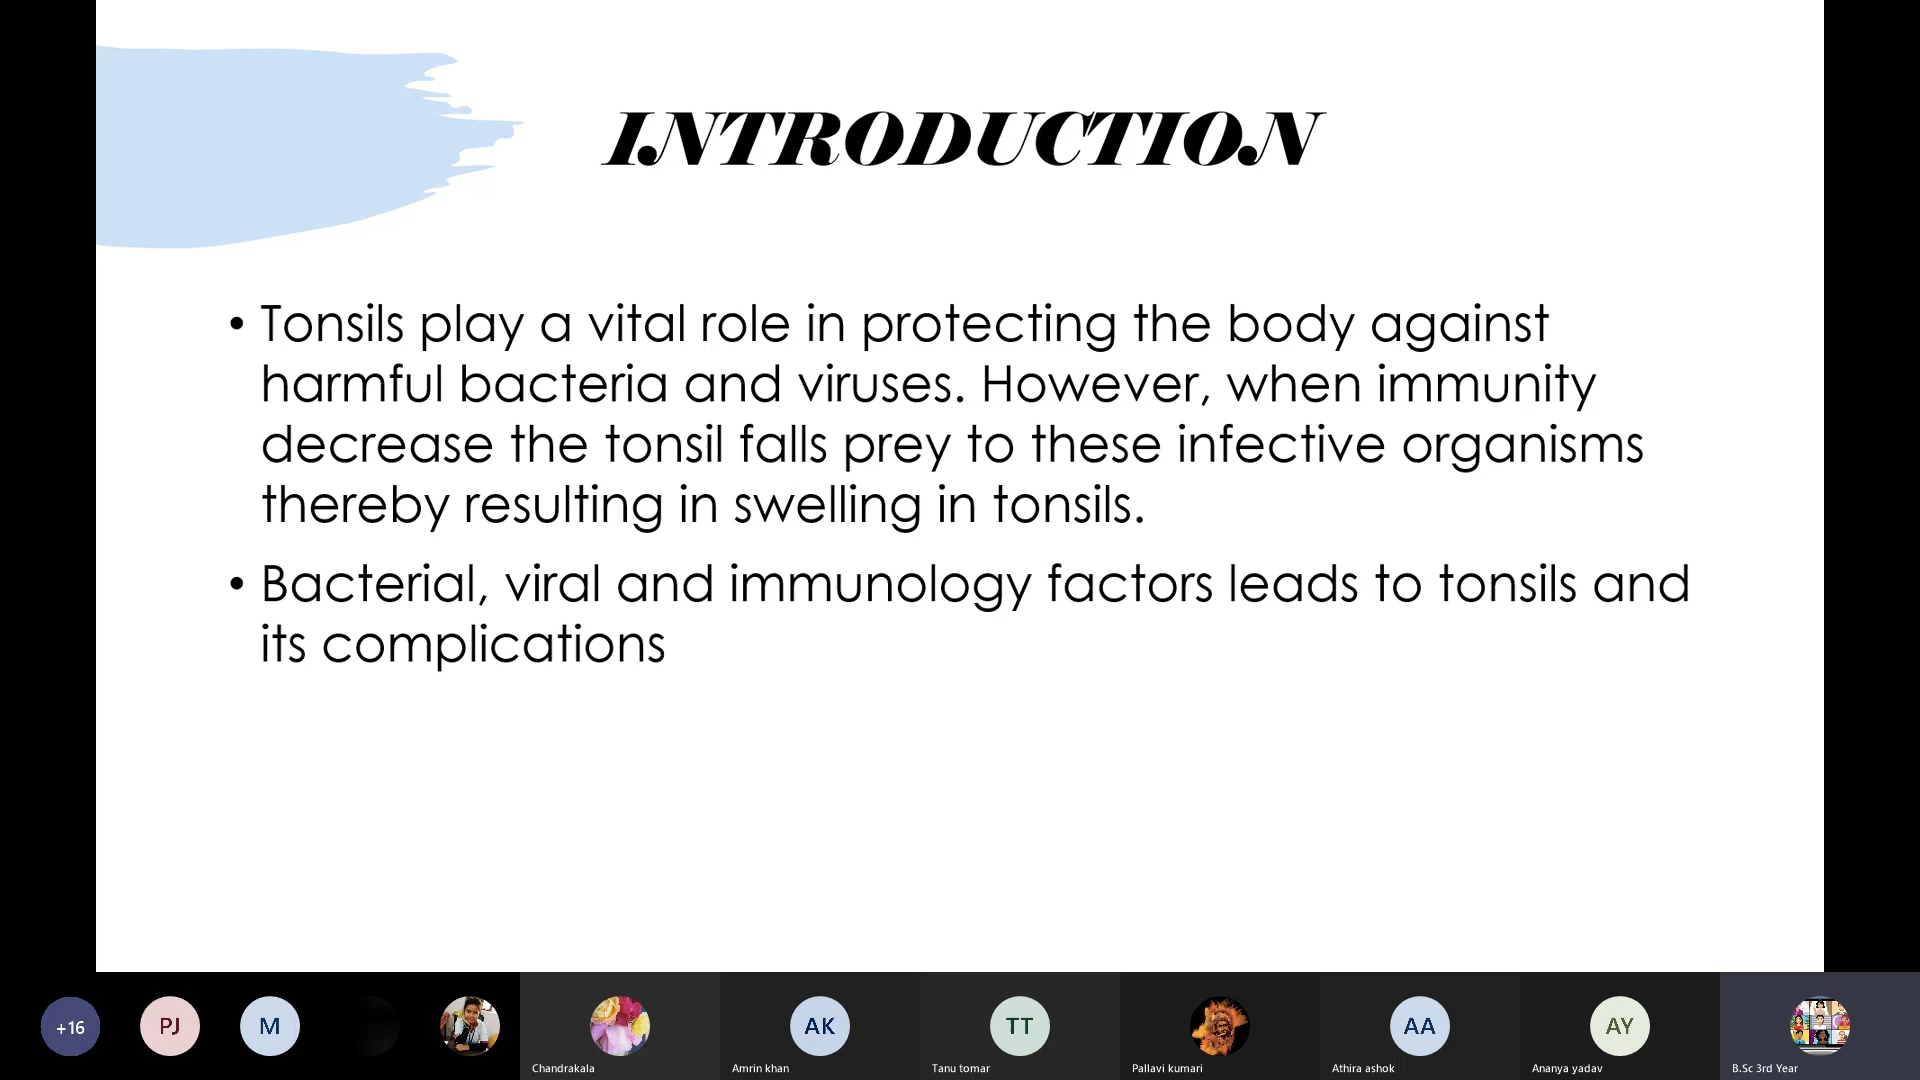 INTRODUCTION
• Tonsils play a vital role in protecting the body against
harmful bacteria and viruses. However, when immunity
decrease the tonsil falls prey to these infective organisms
thereby resulting in swelling in tonsils.
• Bacterial, viral and immunology factors leads to tonsils and
its complications
+16
PJ
M
AK
TT
AA
AY
Chandrakala
Amrin khan
Tanu tomar
Pallavi kumari
Athira ashok
Ananya yadav
B.Sc 3rd Year